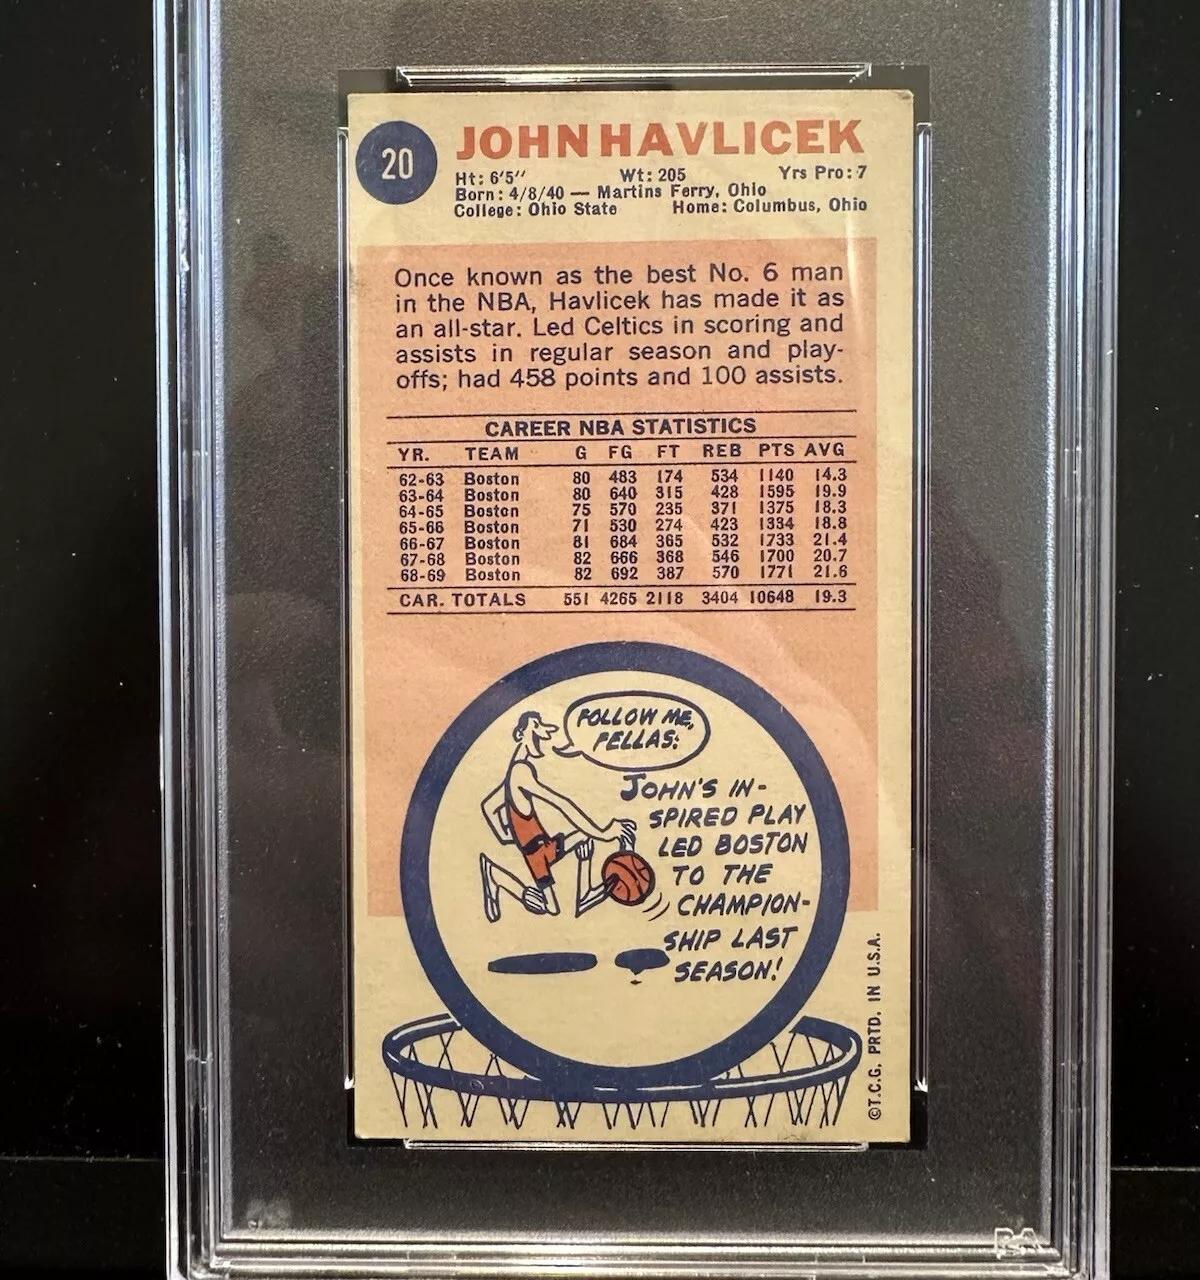 20
JOHN HAVLICEK
Ht: 6'5" Wt: 205 Yrs Pro: 7
Born: 4/8/40 — Martins Ferry, Ohio
College: Ohio State Home: Columbus, Ohio
Once known as the best No. 6 man
in the NBA, Havlicek has made it as
an all-star. Led Celtics in scoring and
assists in regular season and play-
offs; had 458 points and 100 assists.
CAREER NBA STATISTICS
YR. TEAM G FG FT REB PTS AVG
62-63 Boston 80 483 174 534 1140 14.3
63-64 Boston 80 640 315 428 1595 19.9
64-65 Boston 75 570 235 371 1375 18.3
65-66 Boston 71 530 274 423 1334 18.8
66-67 Boston 81 684 365 532 1733 21.4
67-68 Boston 82 666 368 546 1700 20.7
68-69 Boston 82 692 387 570 1771 21.6
CAR. TOTALS 551 4265 2118 3404 10648 19.3
FOLLOW ME,
FELLAS!
JOHN'S IN-
SPIRED PLAY
LED BOSTON
TO THE
CHAMPION-
SHIP LAST
SEASON!
©T.C.G. PRTD. IN U.S.A.